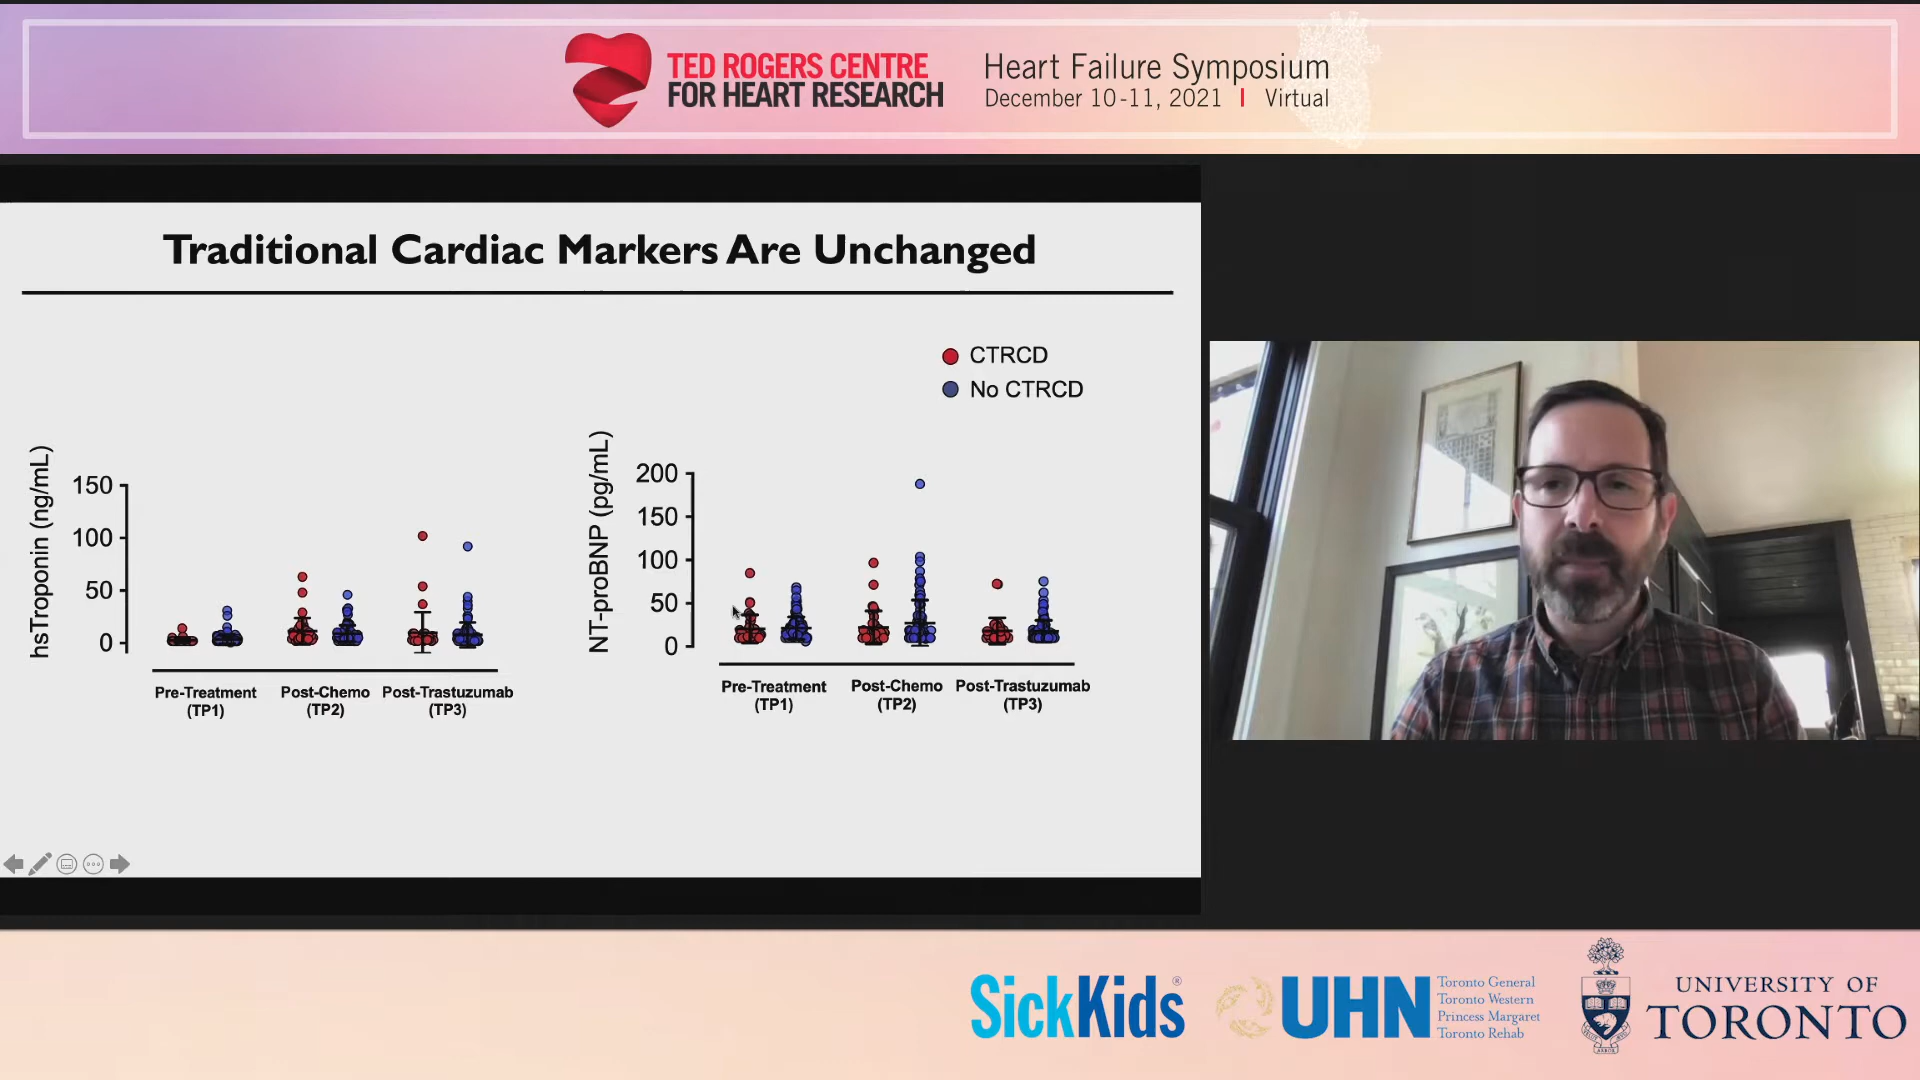 TED ROGERS CENTRE
FOR HEART RESEARCH
Heart Failure Symposium
December 10-11, 2021 | Virtual
Traditional Cardiac Markers Are Unchanged
CTRCD
No CTRCD
hsTroponin (ng/mL)
150
100
50
0
Pre-Treatment
(TP1)
Post-Chemo
(TP2)
Post-Trastuzumab
(TP3)
NT-proBNP (pg/mL)
200
150
100
50
0
Pre-Treatment
(TP1)
Post-Chemo
(TP2)
Post-Trastuzumab
(TP3)
SickKids®
UHN
Toronto General
Toronto Western
Princess Margaret
Toronto Rehab
UNIVERSITY OF
TORONTO